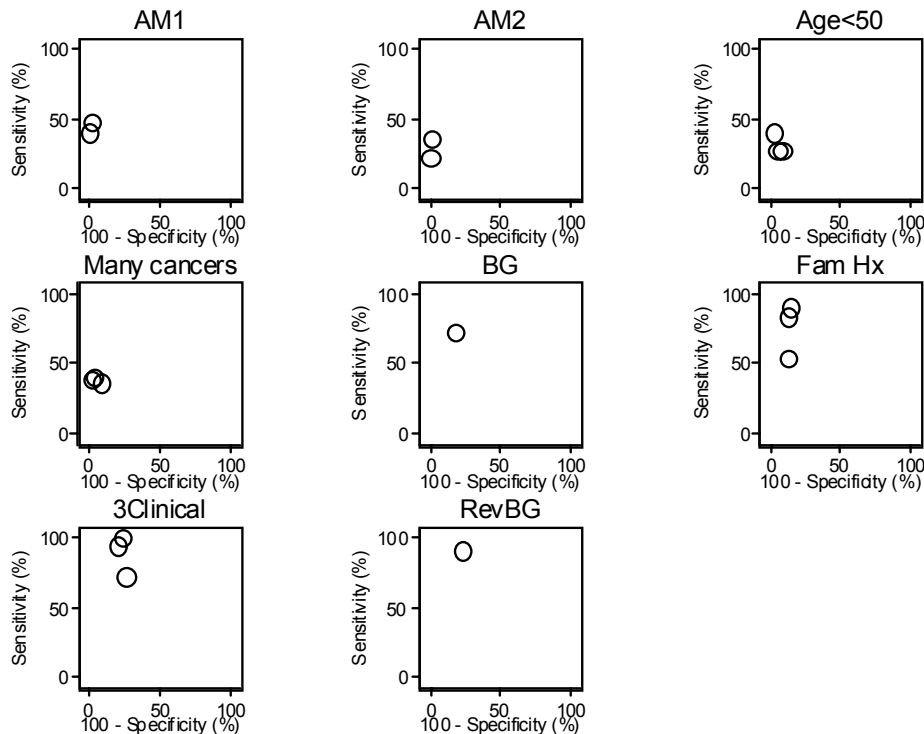 AM1
100
50
0
Sensitivity (%)
0 50 100
100 - Specificity (%)
AM2
100
50
0
Sensitivity (%)
0 50 100
100 - Specificity (%)
Age<50
100
50
0
Sensitivity (%)
0 50 100
100 - Specificity (%)
Many cancers
100
50
0
Sensitivity (%)
0 50 100
100 - Specificity (%)
BG
100
50
0
Sensitivity (%)
0 50 100
100 - Specificity (%)
Fam Hx
100
50
0
Sensitivity (%)
0 50 100
100 - Specificity (%)
3Clinical
100
50
0
Sensitivity (%)
0 50 100
100 - Specificity (%)
RevBG
100
50
0
Sensitivity (%)
0 50 100
100 - Specificity (%)